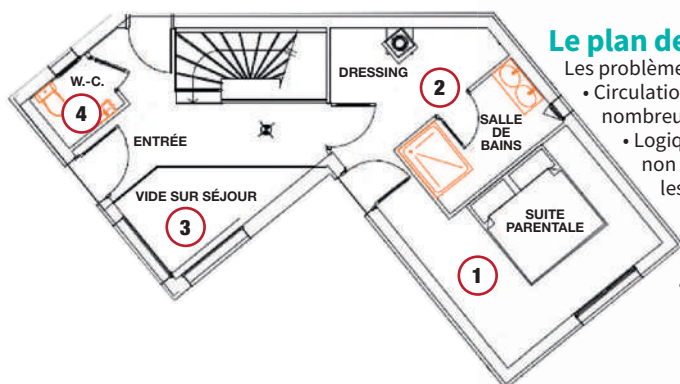 Le plan de
Les problème
• Circulation
nombreu
• Logiq
non
les
W.-C.
4
ENTRÉE
VIDE SUR SÉJOUR
3
DRESSING
2
SALLE
DE
BAINS
SUITE
PARENTALE
1